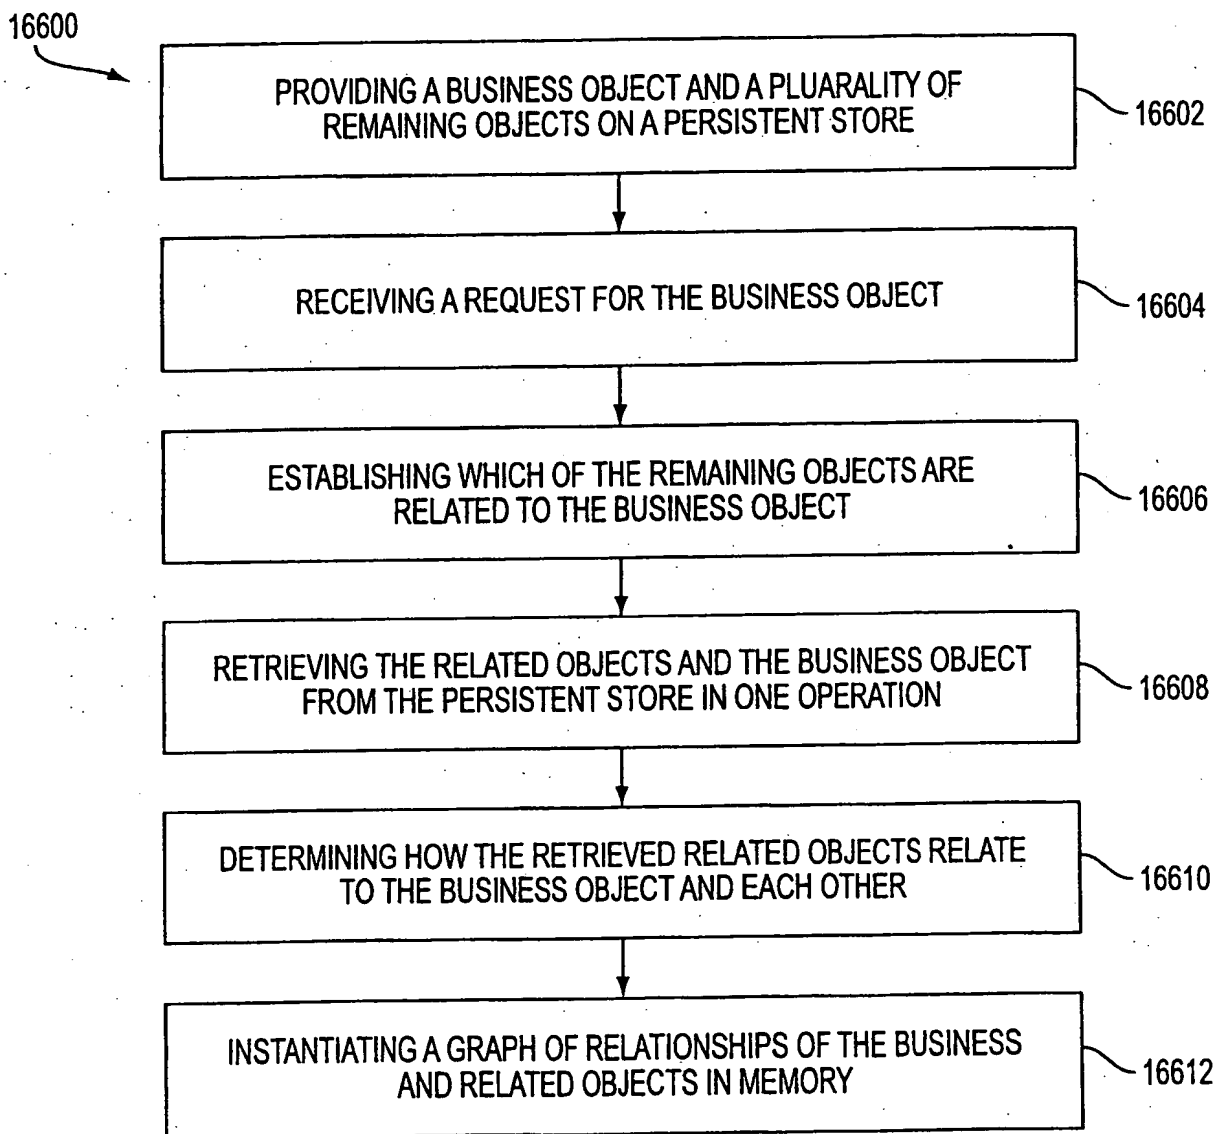 16600
PROVIDING A BUSINESS OBJECT AND A PLUARALITY OF
REMAINING OBJECTS ON A PERSISTENT STORE
16602
RECEIVING A REQUEST FOR THE BUSINESS OBJECT
16604
ESTABLISHING WHICH OF THE REMAINING OBJECTS ARE
RELATED TO THE BUSINESS OBJECT
16606
RETRIEVING THE RELATED OBJECTS AND THE BUSINESS OBJECT
FROM THE PERSISTENT STORE IN ONE OPERATION
16608
DETERMINING HOW THE RETRIEVED RELATED OBJECTS RELATE
TO THE BUSINESS OBJECT AND EACH OTHER
16610
INSTANTIATING A GRAPH OF RELATIONSHIPS OF THE BUSINESS
AND RELATED OBJECTS IN MEMORY
16612